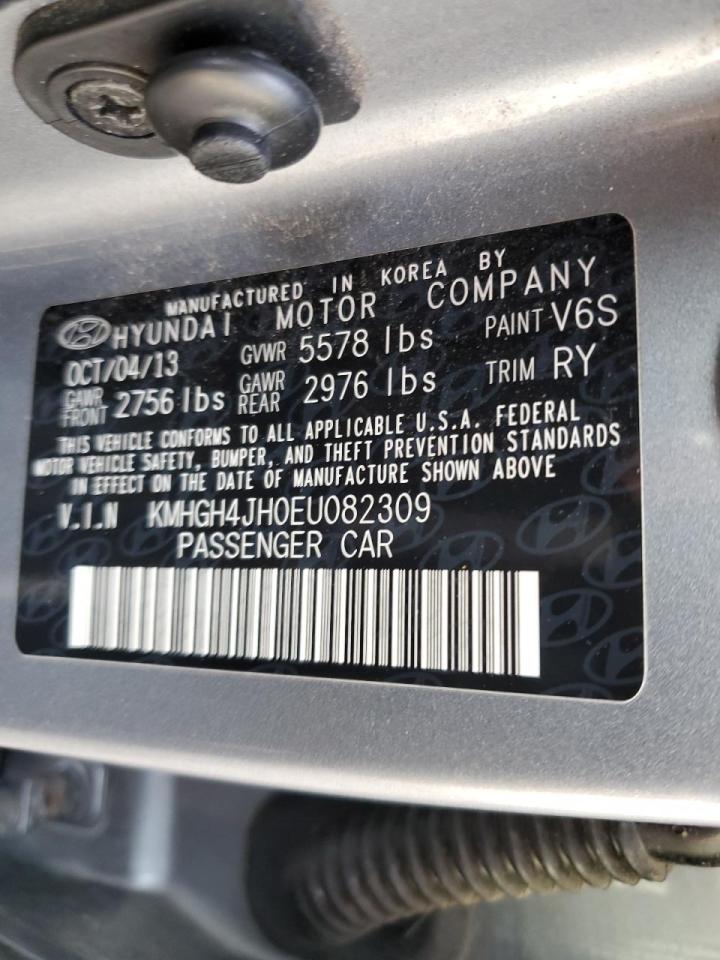 MANUFACTURED IN KOREA BY
HYUNDAI MOTOR COMPANY
OCT/04/13 GVWR 5578 lbs PAINT V6S
GAWR FRONT 2756 lbs GAWR REAR 2976 lbs TRIM RY
THIS VEHICLE CONFORMS TO ALL APPLICABLE U.S.A. FEDERAL
MOTOR VEHICLE SAFETY, BUMPER, AND THEFT PREVENTION STANDARDS
IN EFFECT ON THE DATE OF MANUFACTURE SHOWN ABOVE
V.I.N KMHGH4JH0EU082309
PASSENGER CAR